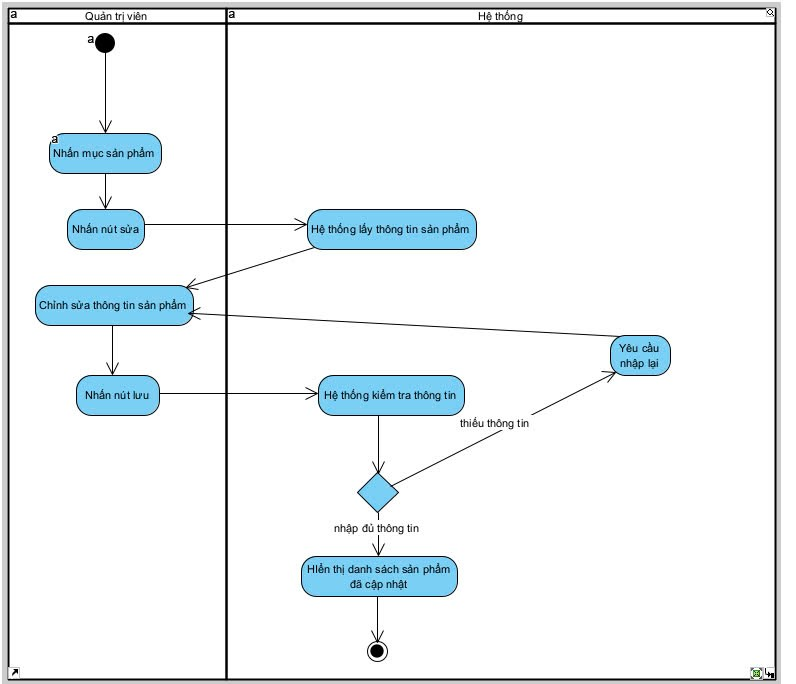 a
Quản trị viên
a
Hệ thống
a
a
Nhấn mục sản phẩm
Nhấn nút sửa
Hệ thống lấy thông tin sản phẩm
Chỉnh sửa thông tin sản phẩm
Yêu cầu
nhập lại
Nhấn nút lưu
Hệ thống kiểm tra thông tin
thiếu thông tin
nhập đủ thông tin
HIển thị danh sách sản phẩm
đã cập nhật